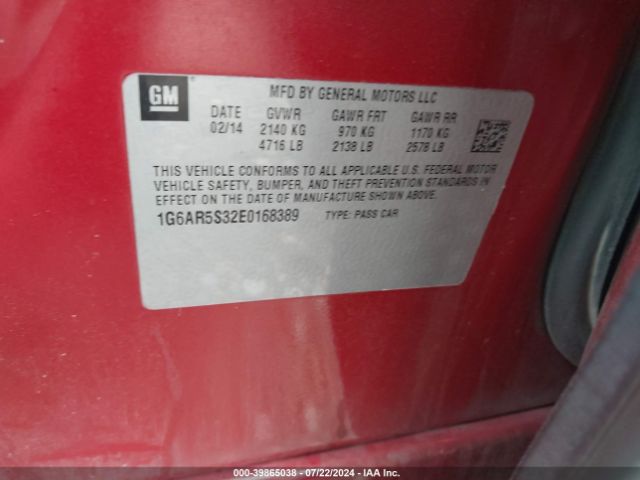 GM
MFD BY GENERAL MOTORS LLC
DATE GVWR GAWR FRT GAWR RR
02/14 2140 KG 970 KG 1170 KG
4716 LB 2138 LB 2578 LB
THIS VEHICLE CONFORMS TO ALL APPLICABLE U.S. FEDERAL MOTOR
VEHICLE SAFETY, BUMPER, AND THEFT PREVENTION STANDARDS IN
EFFECT ON THE DATE OF MANUFACTURE SHOWN ABOVE.
1G6AR5S32E0168389 TYPE: PASS CAR
000-39865038 - 07/22/2024 - IAA Inc.